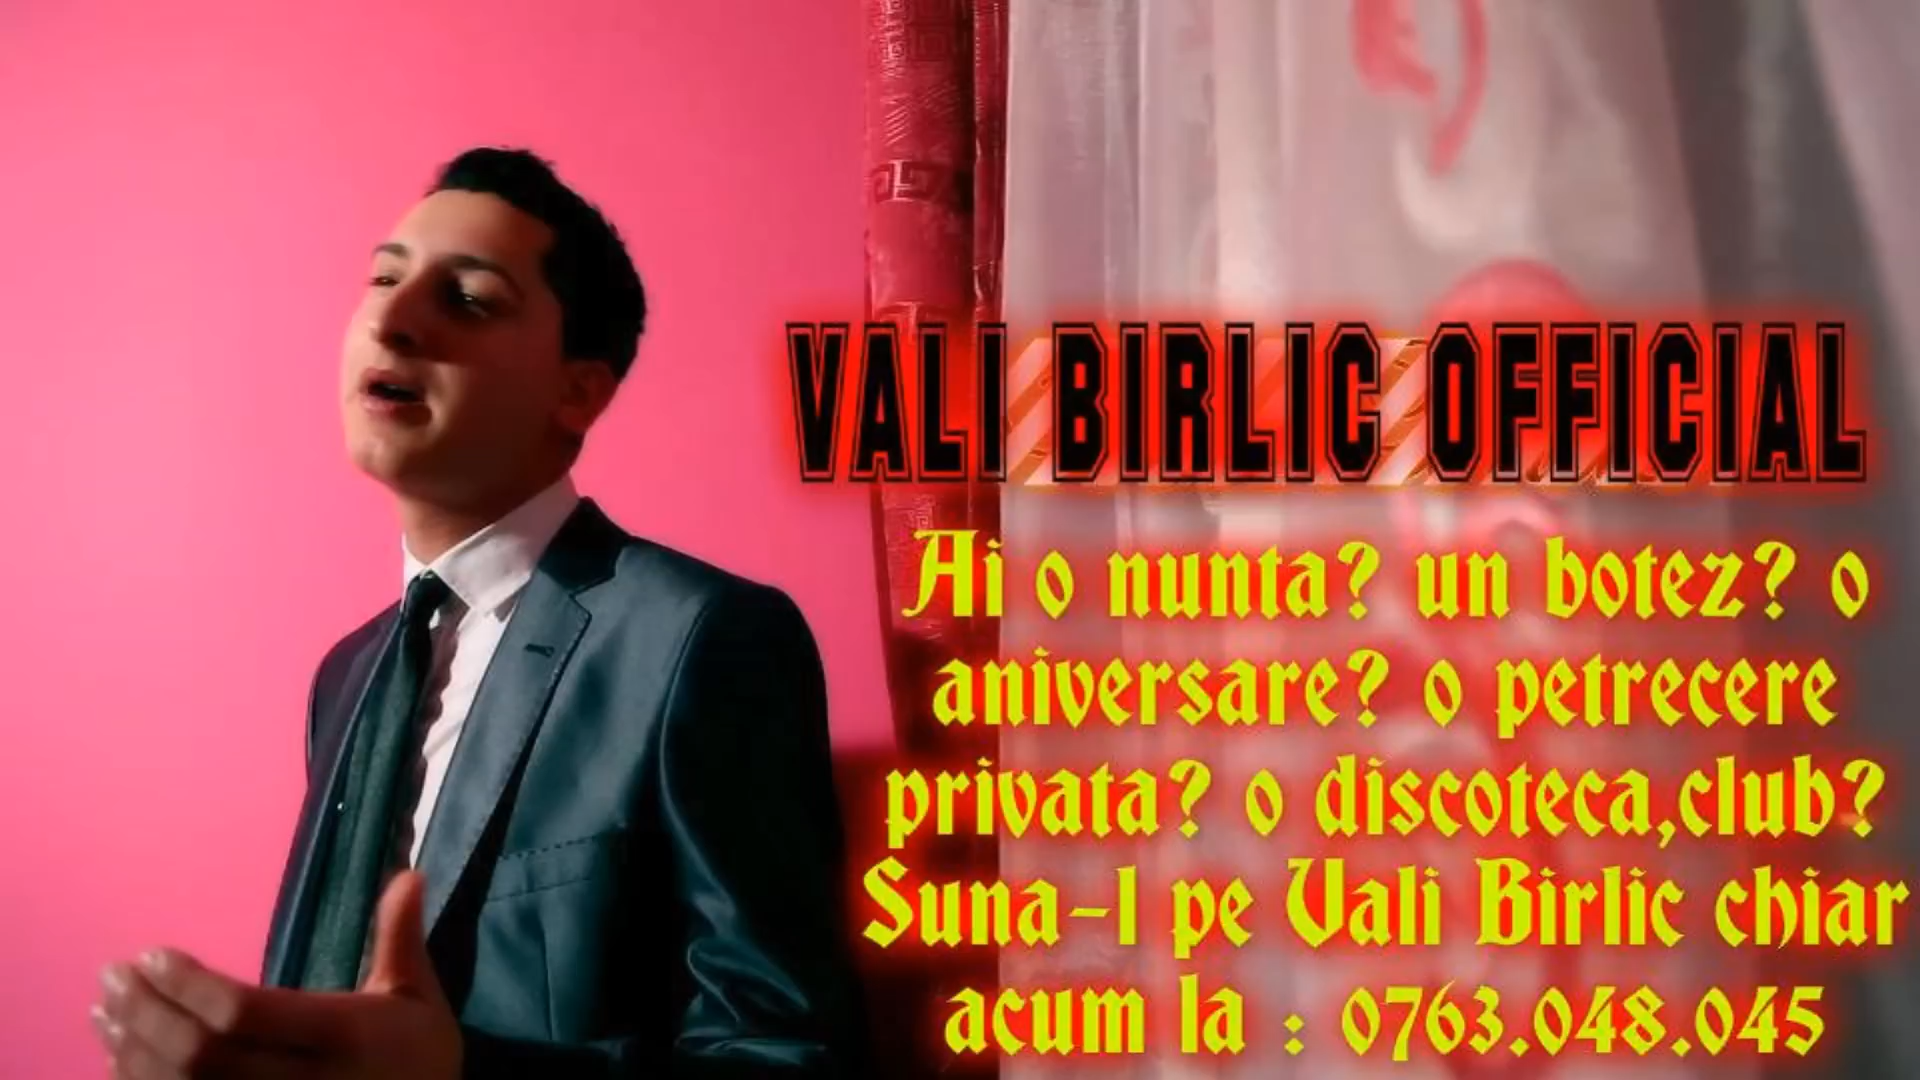 VALI BIRLIC OFFICIAL
Ai o nunta? un botez? o
aniversare? o petrecere
privata? o discoteca,club?
Suna-l pe Vali Birlic chiar
acum la : 0763.048.045